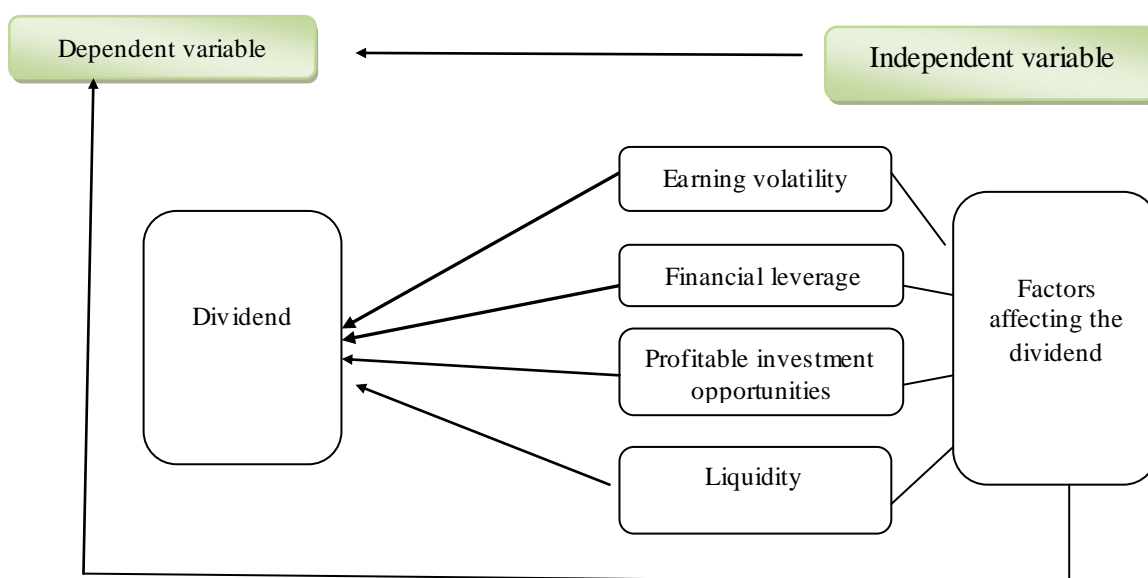 Dependent variable
Independent variable
Earning volatility
Financial leverage
Dividend
Factors
affecting the
dividend
Profitable investment
opportunities
Liquidity